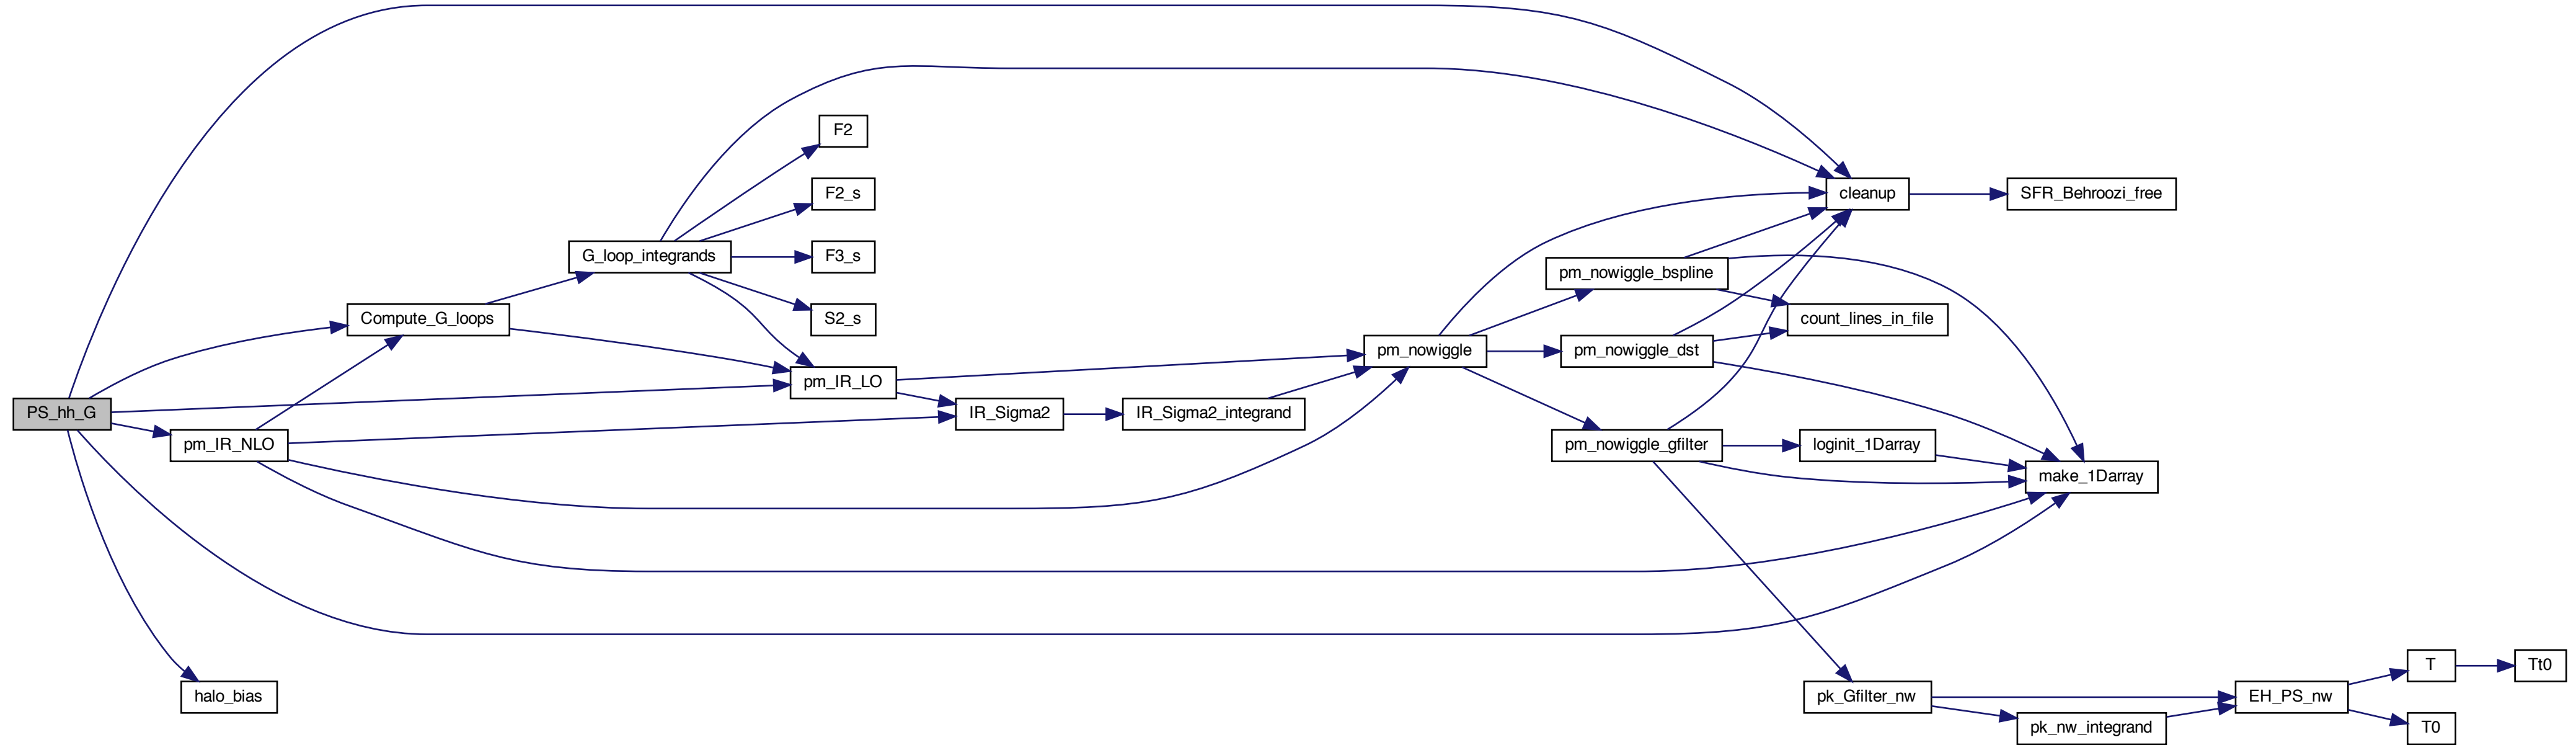 PS_hh_G
pm_IR_NLO
halo_bias
Compute_G_loops
G_loop_integrands
F2
F2_s
F3_s
S2_s
pm_IR_LO
IR_Sigma2
IR_Sigma2_integrand
pm_nowiggle
pm_nowiggle_bspline
pm_nowiggle_dst
pm_nowiggle_gfilter
cleanup
count_lines_in_file
loginit_1Darray
pk_Gfilter_nw
SFR_Behroozi_free
make_1Darray
pk_nw_integrand
EH_PS_nw
T
T0
Tt0